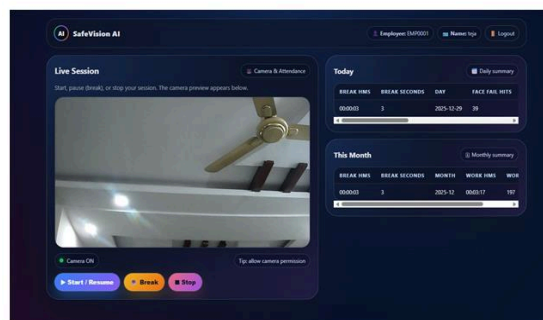 AI SafeVision AI
Employee: EMP0001
Name: teja
Logout
Live Session
Camera & Attendance
Start, pause (break), or stop your session. The camera preview appears below.
Camera ON
Tip: allow camera permission
Start / Resume
Break
Stop
Today
Daily summary
BREAK HMS BREAK SECONDS DAY FACE FAIL HITS
00:00:03 3 2025-12-29 39
This Month
Monthly summary
BREAK HMS BREAK SECONDS MONTH WORK HMS WOR
00:00:03 3 2025-12 00:03:17 197